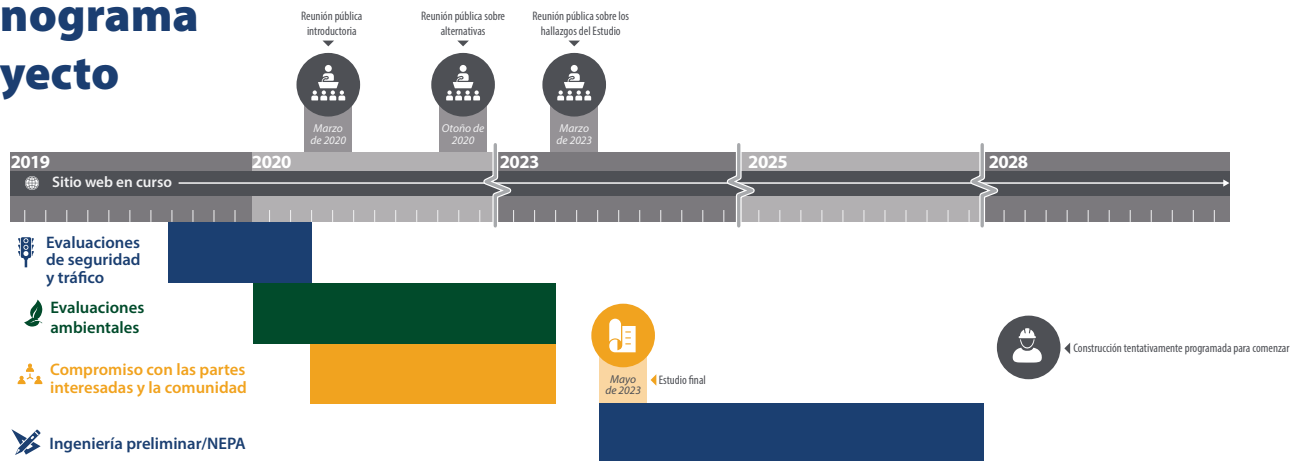 nograma
yecto
Reunión pública
introductoria
Reunión pública sobre
alternativas
Reunión pública sobre los
hallazgos del Estudio
Marzo
de 2020
Otoño de
2020
Marzo
de 2023
2019
2020
2023
2025
2028
Sitio web en curso
Evaluaciones
de seguridad
y tráfico
Evaluaciones
ambientales
Compromiso con las partes
interesadas y la comunidad
Mayo
de 2023
Estudio final
Construcción tentativamente programada para comenzar
Ingeniería preliminar/NEPA